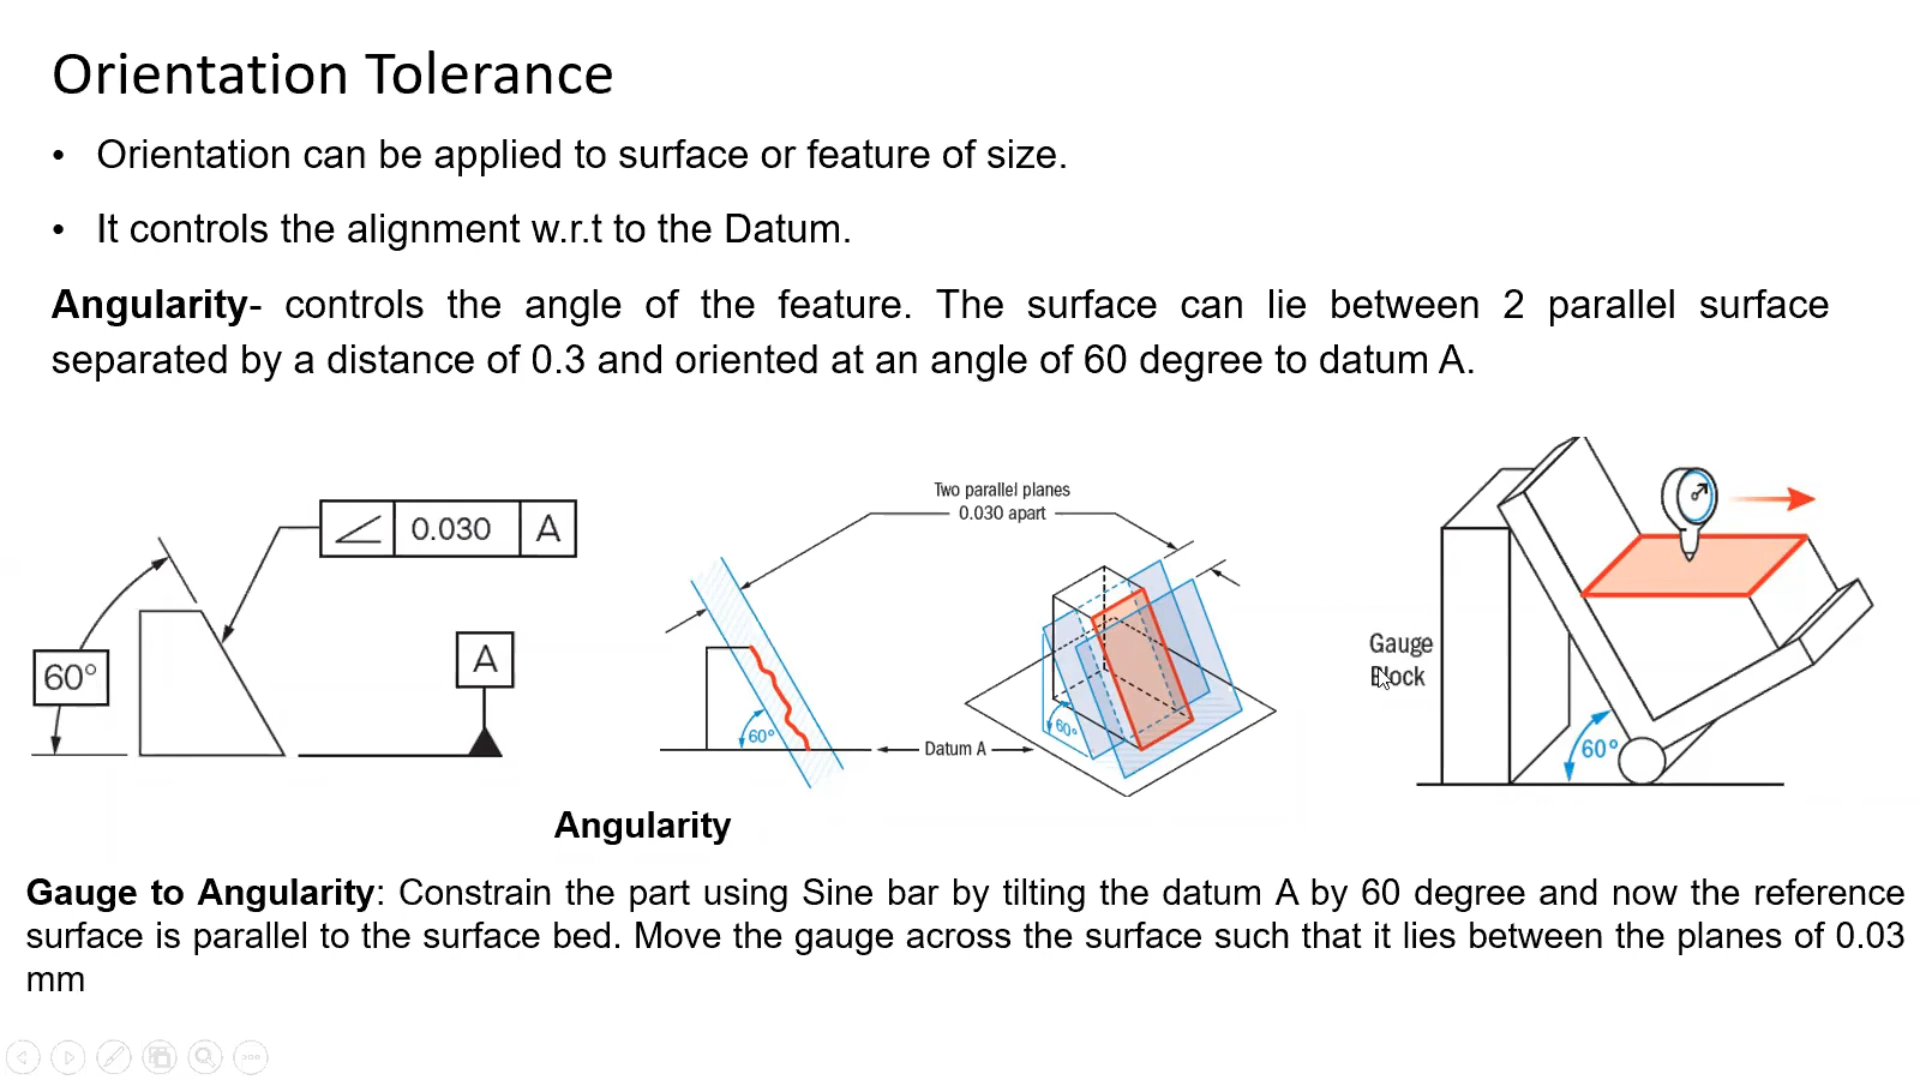 Orientation Tolerance
• Orientation can be applied to surface or feature of size.
• It controls the alignment w.r.t to the Datum.
Angularity- controls the angle of the feature. The surface can lie between 2 parallel surface
separated by a distance of 0.3 and oriented at an angle of 60 degree to datum A.
0.030 A
60°
A
Two parallel planes
0.030 apart
60°
60°
Datum A
Gauge
Block
60°
Angularity
Gauge to Angularity: Constrain the part using Sine bar by tilting the datum A by 60 degree and now the reference
surface is parallel to the surface bed. Move the gauge across the surface such that it lies between the planes of 0.03
mm